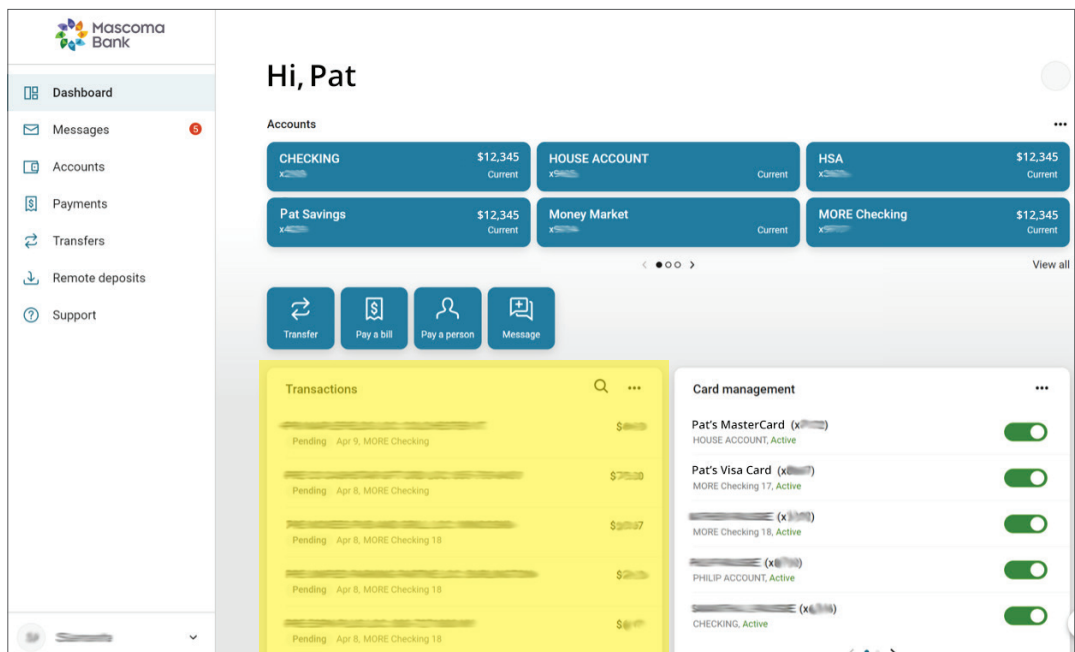 Mascoma
Bank
Dashboard
Messages 5
Accounts
Payments
Transfers
Remote deposits
Support
Hi, Pat
Accounts
CHECKING $12,345
Current
HOUSE ACCOUNT
Current
HSA $12,345
Current
Pat Savings $12,345
Current
Money Market
Current
MORE Checking $12,345
Current
View all
Transfer
Pay a bill
Pay a person
Message
Transactions
Pending Apr 9, MORE Checking
Pending Apr 8, MORE Checking
Pending Apr 8, MORE Checking 18
Pending Apr 8, MORE Checking 18
Pending Apr 8, MORE Checking 18
Card management
Pat's MasterCard
HOUSE ACCOUNT, Active
Pat's Visa Card
MORE Checking 17, Active
MORE Checking 18, Active
PHILIP ACCOUNT, Active
CHECKING, Active